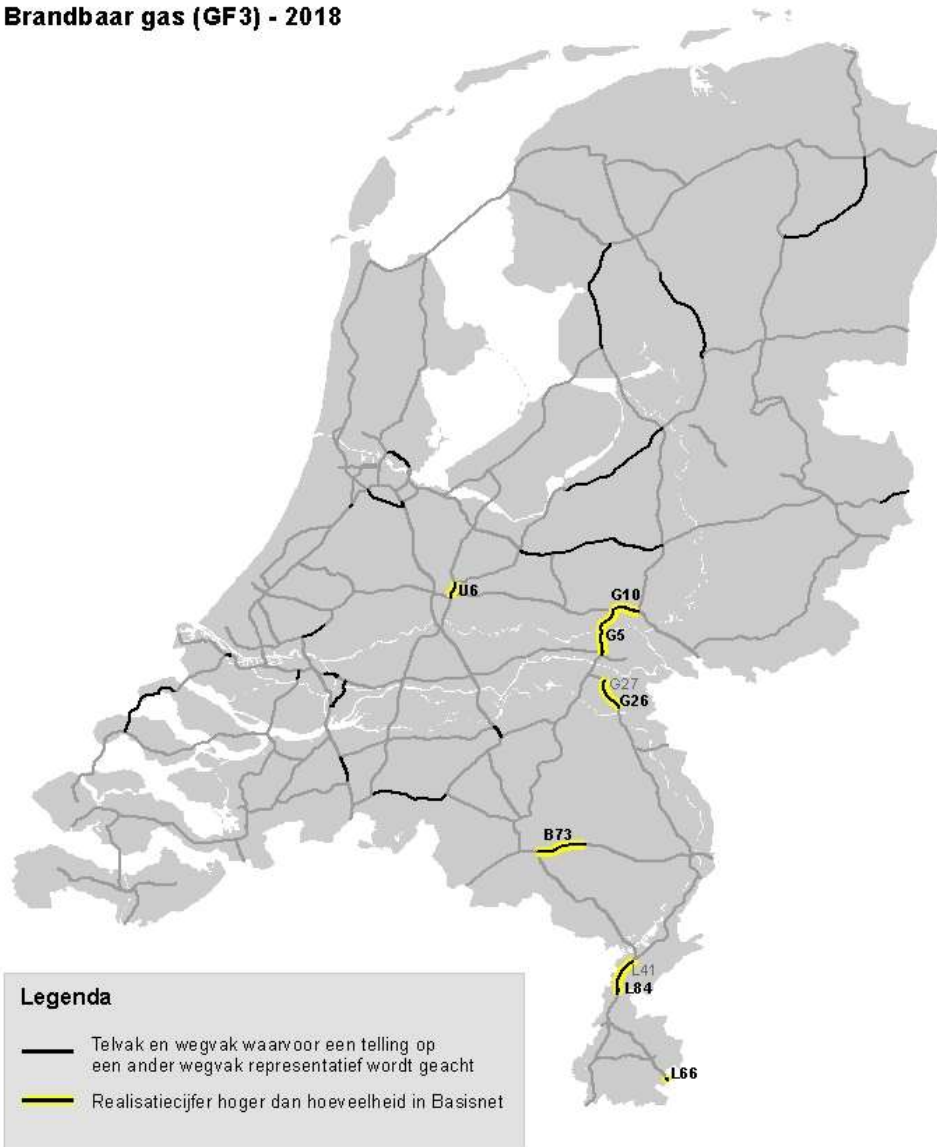 Brandbaar gas (GF3) - 2018
U6
G10
G5
G27
G26
B73
L41
L84
L66
Legenda
Telvak en wegvak waarvoor een telling op
een ander wegvak representatief wordt geacht
Realisatiecijfer hoger dan hoeveelheid in Basisnet